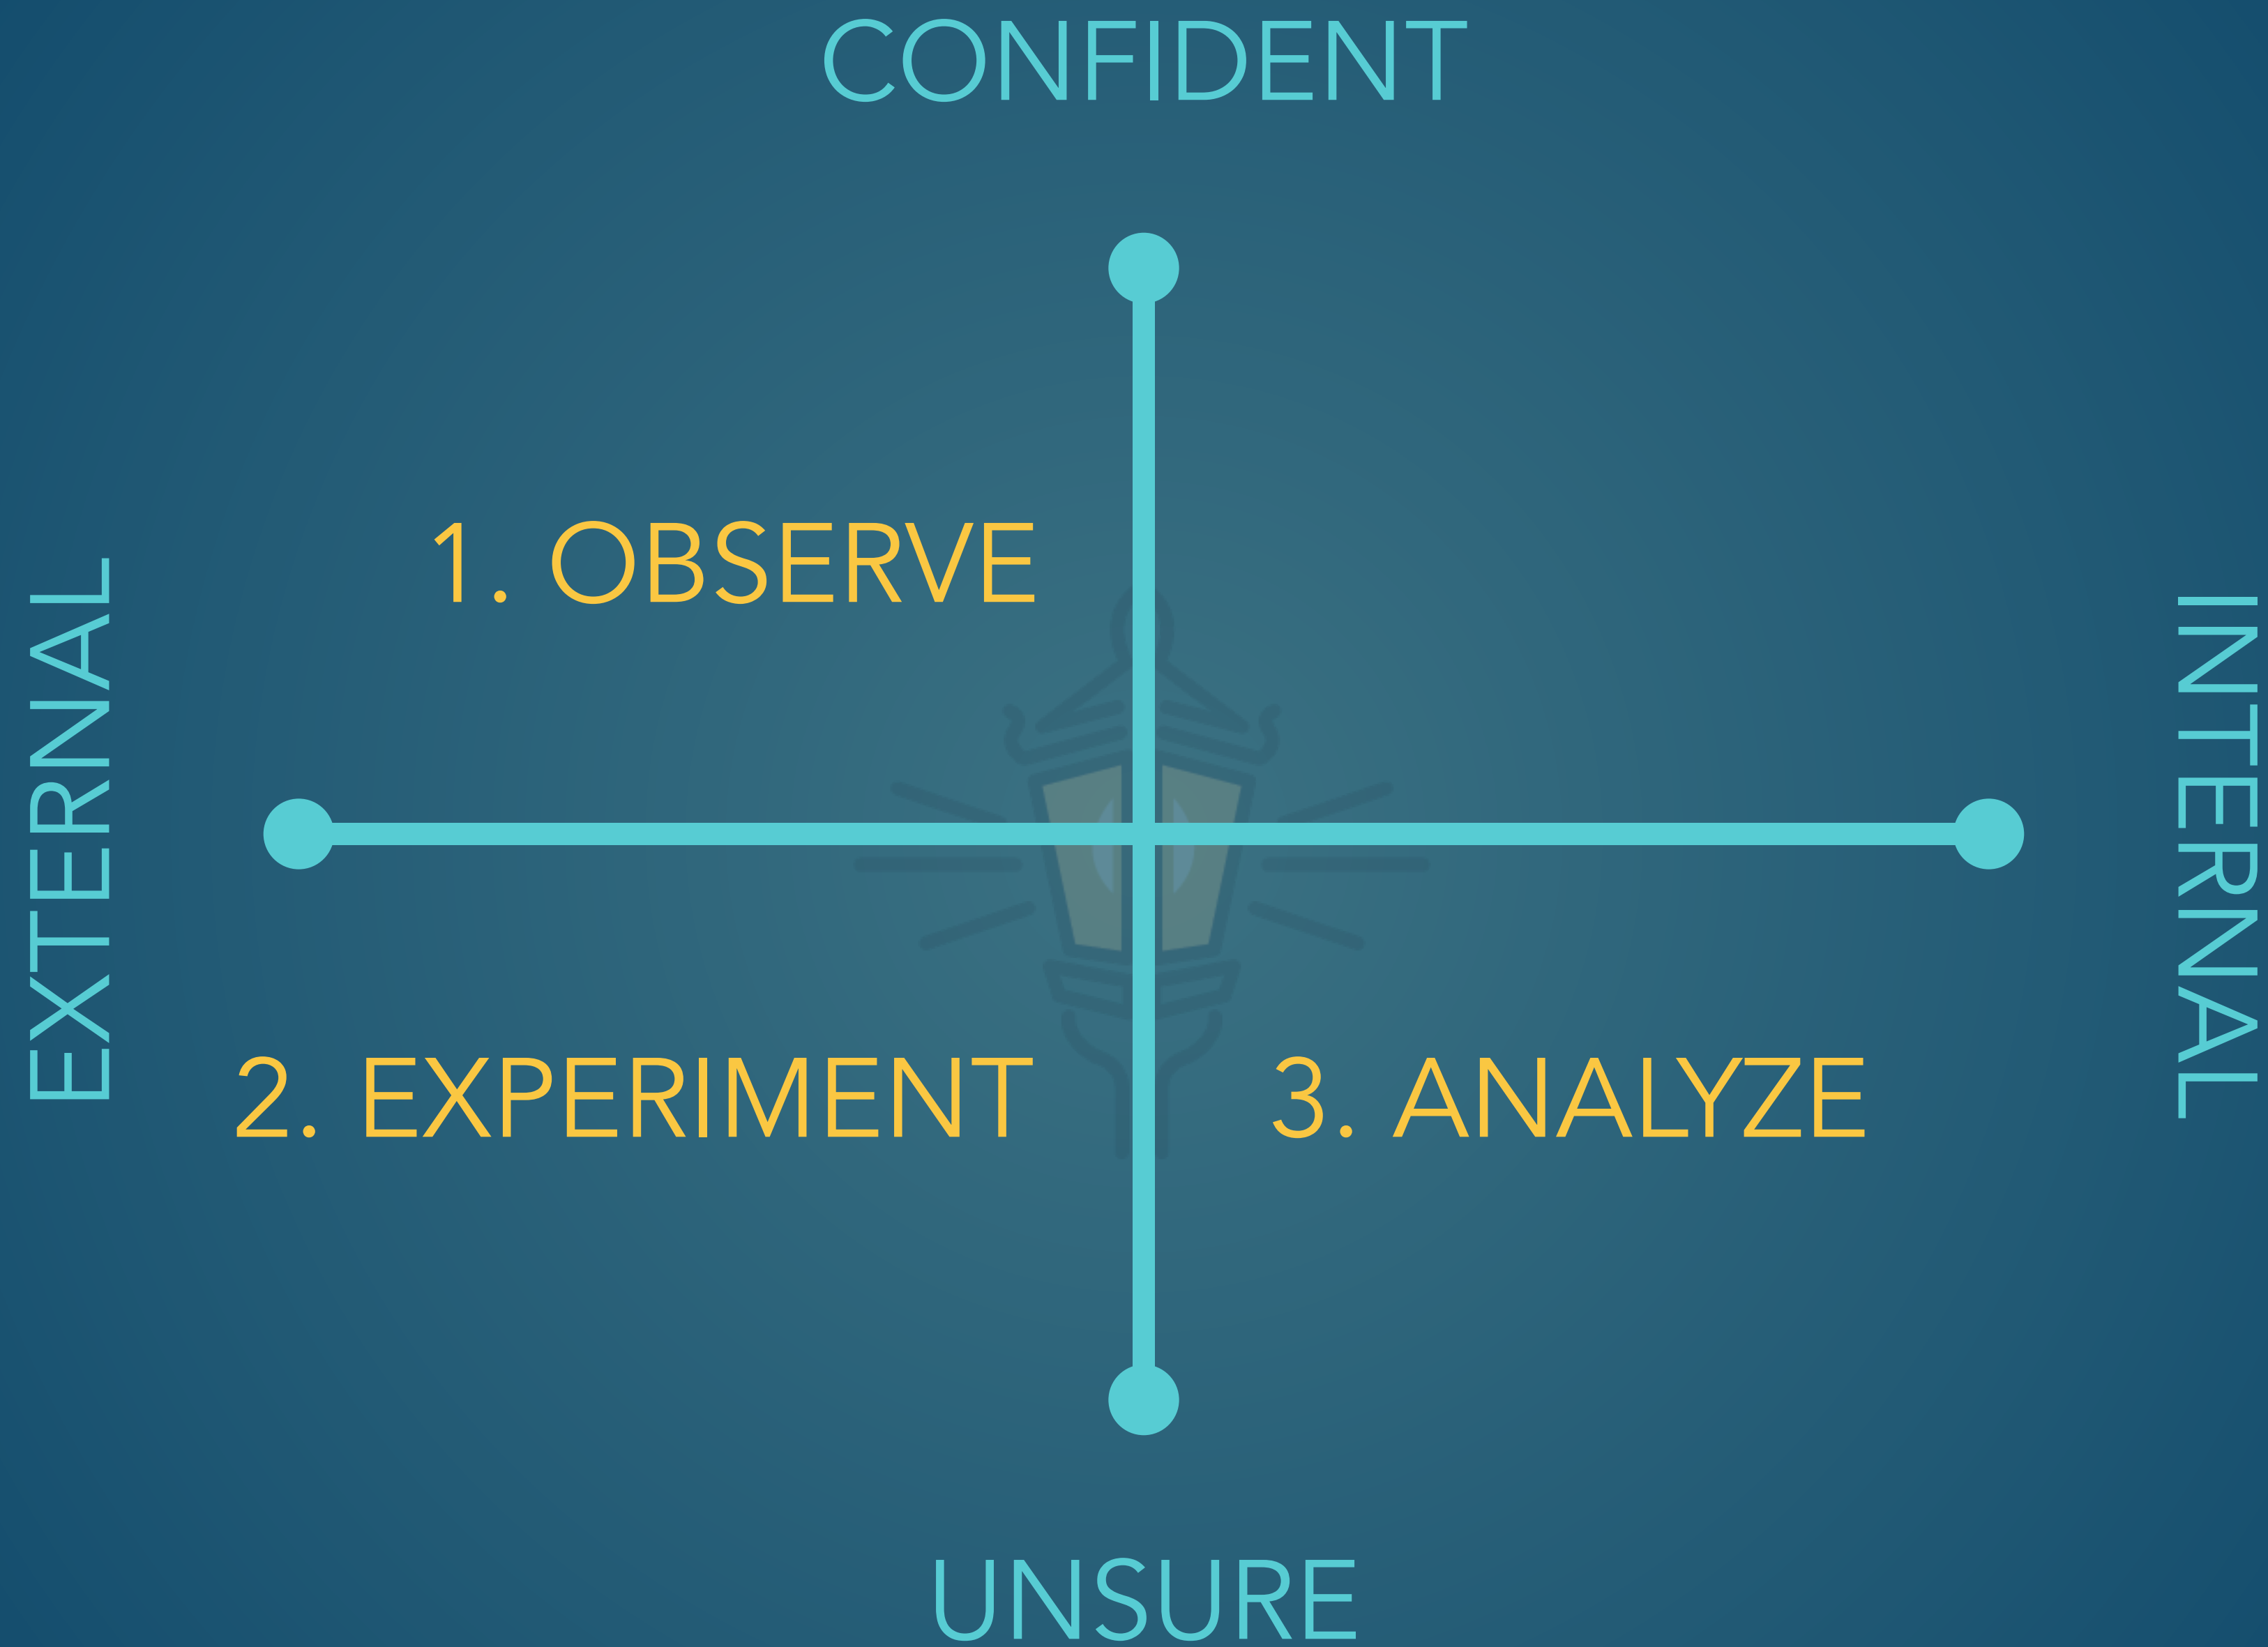 CONFIDENT
EXTERNAL
INTERNAL
1. OBSERVE
2. EXPERIMENT
3. ANALYZE
UNSURE